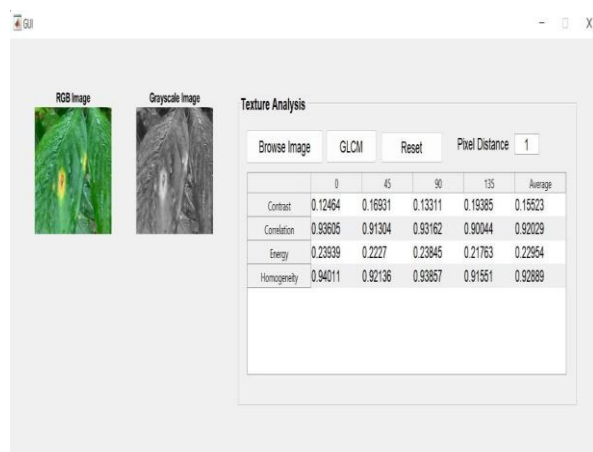 GUI
RGB Image
Grayscale Image
Texture Analysis
Browse Image
GLCM
Reset
Pixel Distance
1
0 45 90 135 Average
Contrast 0.12464 0.16931 0.13311 0.19385 0.15523
Correlation 0.93605 0.91304 0.93162 0.90044 0.92029
Energy 0.23939 0.2227 0.23845 0.21763 0.22954
Homogeneity 0.94011 0.92136 0.93857 0.91551 0.92889